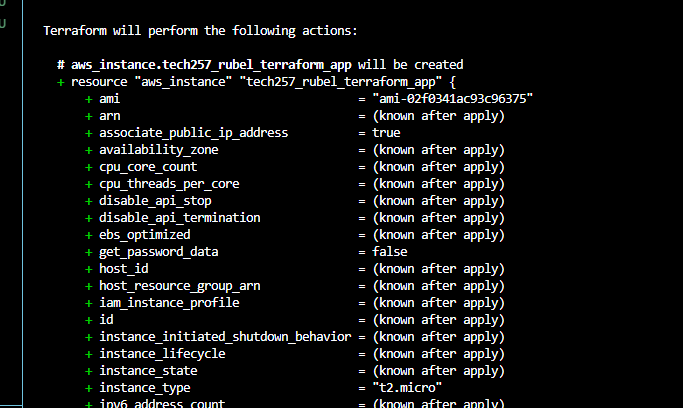 Terraform will perform the following actions:
# aws_instance.tech257_rubel_terraform_app will be created
+ resource "aws_instance" "tech257_rubel_terraform_app" {
+ ami = "ami-02f0341ac93c96375"
+ arn = (known after apply)
+ associate_public_ip_address = true
+ availability_zone = (known after apply)
+ cpu_core_count = (known after apply)
+ cpu_threads_per_core = (known after apply)
+ disable_api_stop = (known after apply)
+ disable_api_termination = (known after apply)
+ ebs_optimized = (known after apply)
+ get_password_data = false
+ host_id = (known after apply)
+ host_resource_group_arn = (known after apply)
+ iam_instance_profile = (known after apply)
+ id = (known after apply)
+ instance_initiated_shutdown_behavior = (known after apply)
+ instance_lifecycle = (known after apply)
+ instance_state = (known after apply)
+ instance_type = "t2.micro"
+ ipv6_address_count = (known after apply)